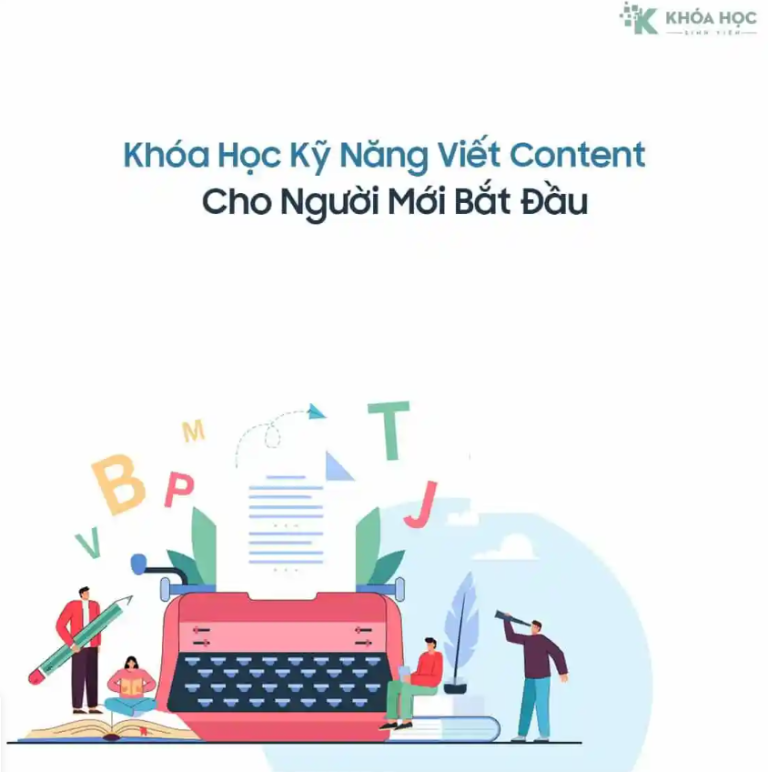 KHÓA HỌC
SINH VIÊN
Khóa Học Kỹ Năng Viết Content
Cho Người Mới Bắt Đầu
M
T
B
P
J
V